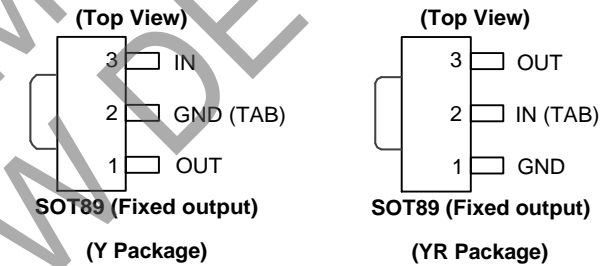 (Top View)
3 IN
2 GND (TAB)
1 OUT
SOT89 (Fixed output)
(Y Package)
(Top View)
3 OUT
2 IN (TAB)
1 GND
SOT89 (Fixed output)
(YR Package)